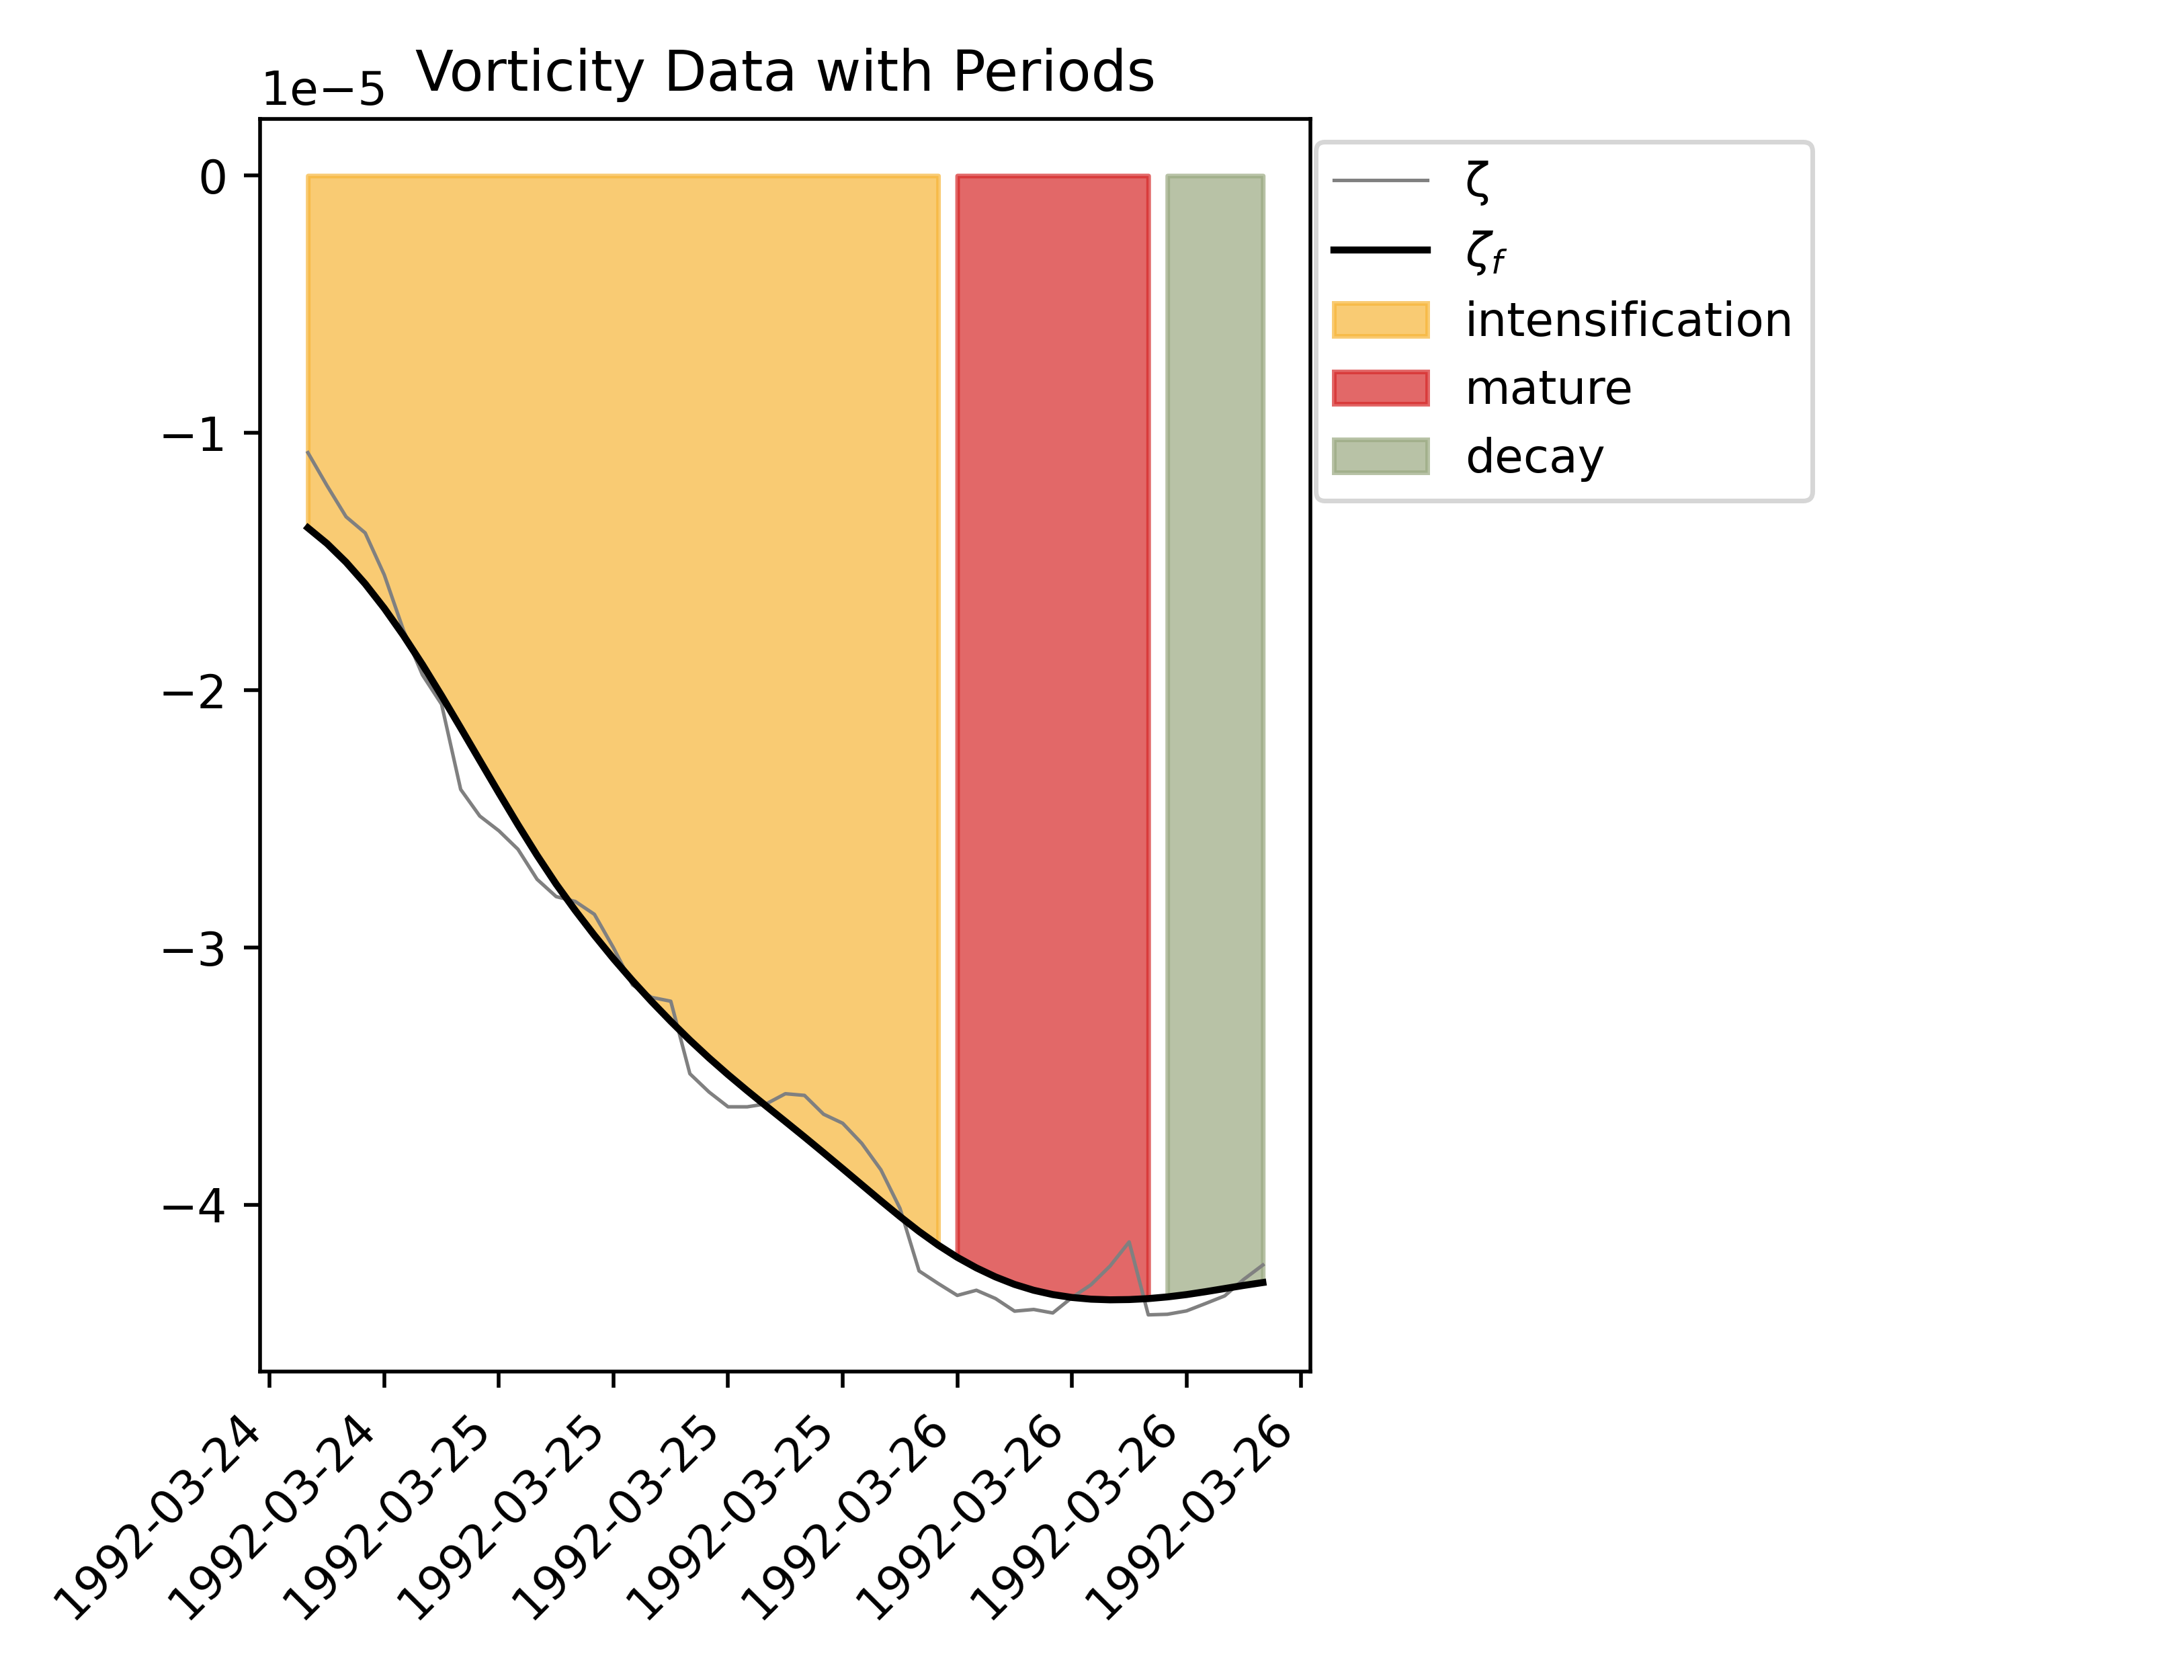 Vorticity Data with Periods
1e−5
0
−1
−2
−3
−4
1992-03-24
1992-03-24
1992-03-25
1992-03-25
1992-03-25
1992-03-25
1992-03-26
1992-03-26
1992-03-26
1992-03-26
ζ
ζf
intensification
mature
decay